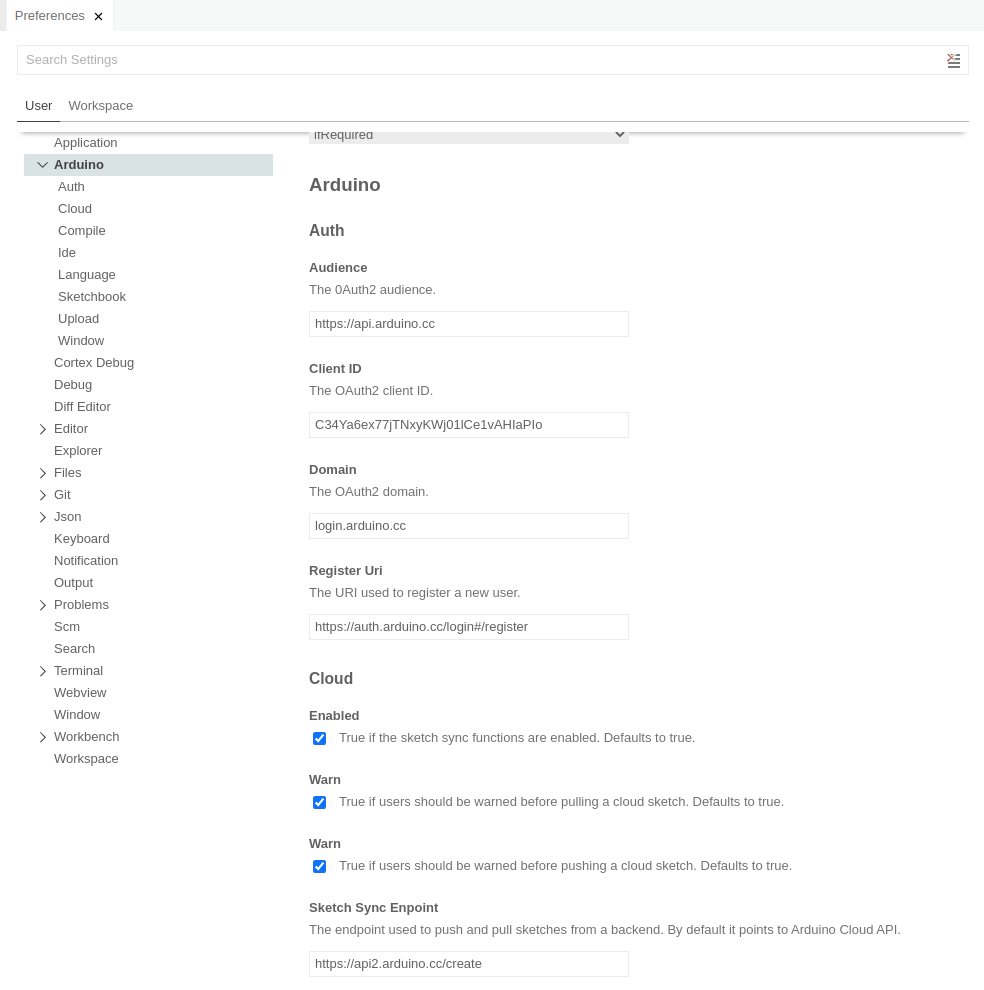 Preferences
Search Settings
User Workspace
ifRequired
Application
Arduino
Auth
Cloud
Compile
Ide
Language
Sketchbook
Upload
Window
Cortex Debug
Debug
Diff Editor
Editor
Explorer
Files
Git
Json
Keyboard
Notification
Output
Problems
Scm
Search
Terminal
Webview
Window
Workbench
Workspace
Arduino
Auth
Audience
The 0Auth2 audience.
https://api.arduino.cc
Client ID
The OAuth2 client ID.
C34Ya6ex77jTNxyKWj01lCe1vAHIaPIo
Domain
The OAuth2 domain.
login.arduino.cc
Register Uri
The URI used to register a new user.
https://auth.arduino.cc/login#/register
Cloud
Enabled
True if the sketch sync functions are enabled. Defaults to true.
Warn
True if users should be warned before pulling a cloud sketch. Defaults to true.
Warn
True if users should be warned before pushing a cloud sketch. Defaults to true.
Sketch Sync Enpoint
The endpoint used to push and pull sketches from a backend. By default it points to Arduino Cloud API.
https://api2.arduino.cc/create